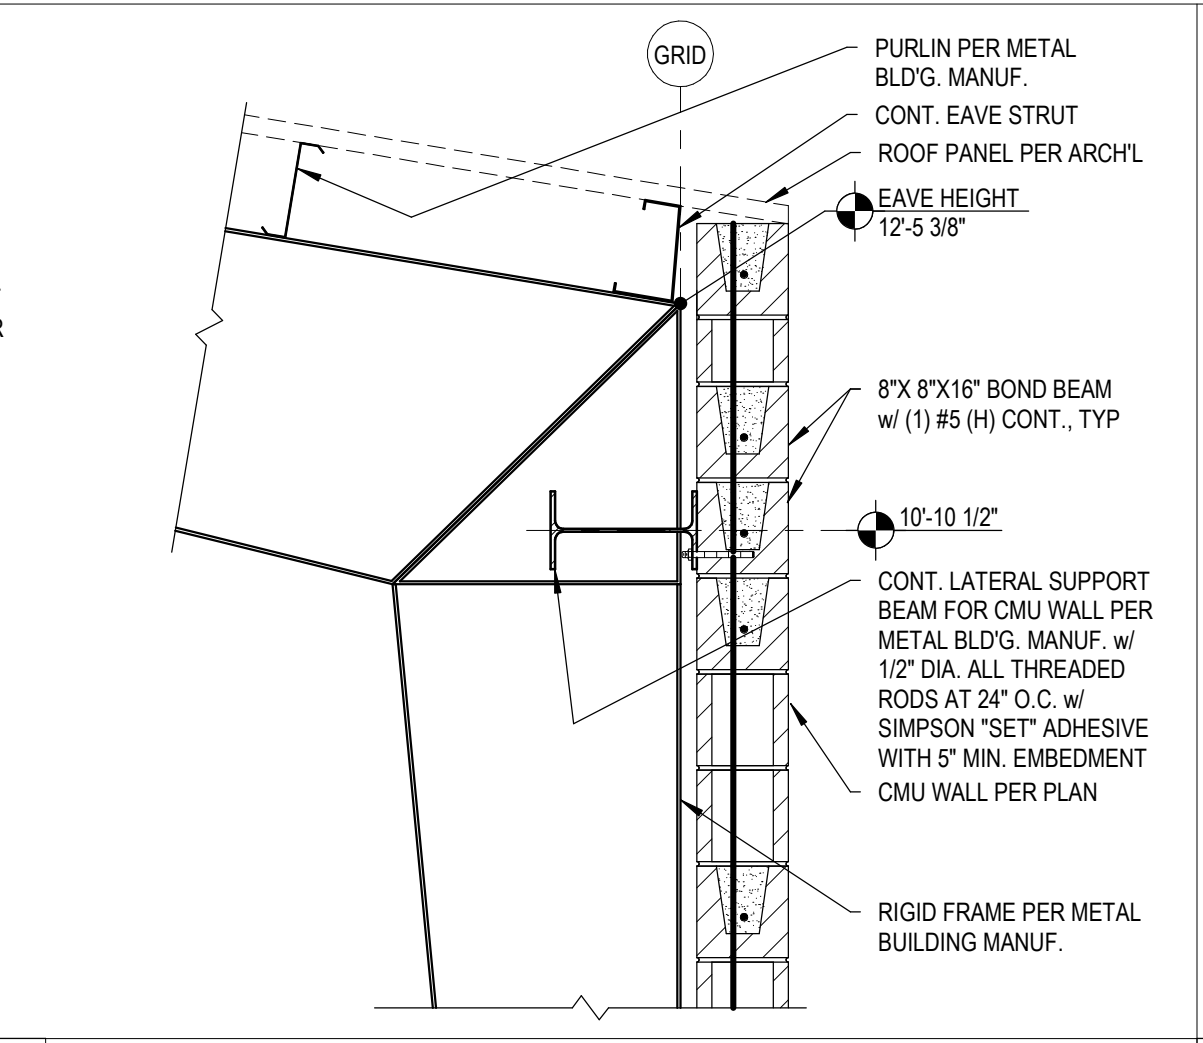 GRID
PURLIN PER METAL
BLD'G. MANUF.
CONT. EAVE STRUT
ROOF PANEL PER ARCH'L
EAVE HEIGHT
12'-5 3/8"
R
8"X 8"X16" BOND BEAM
w/ (1) #5 (H) CONT., TYP
10'-10 1/2"
CONT. LATERAL SUPPORT
BEAM FOR CMU WALL PER
METAL BLD'G. MANUF. w/
1/2" DIA. ALL THREADED
RODS AT 24" O.C. w/
SIMPSON "SET" ADHESIVE
WITH 5" MIN. EMBEDMENT
CMU WALL PER PLAN
RIGID FRAME PER METAL
BUILDING MANUF.